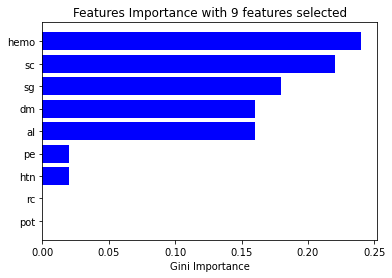 Features Importance with 9 features selected
hemo
sc
sg
dm
al
pe
htn
rc
pot
0.00 0.05 0.10 0.15 0.20 0.25
Gini Importance